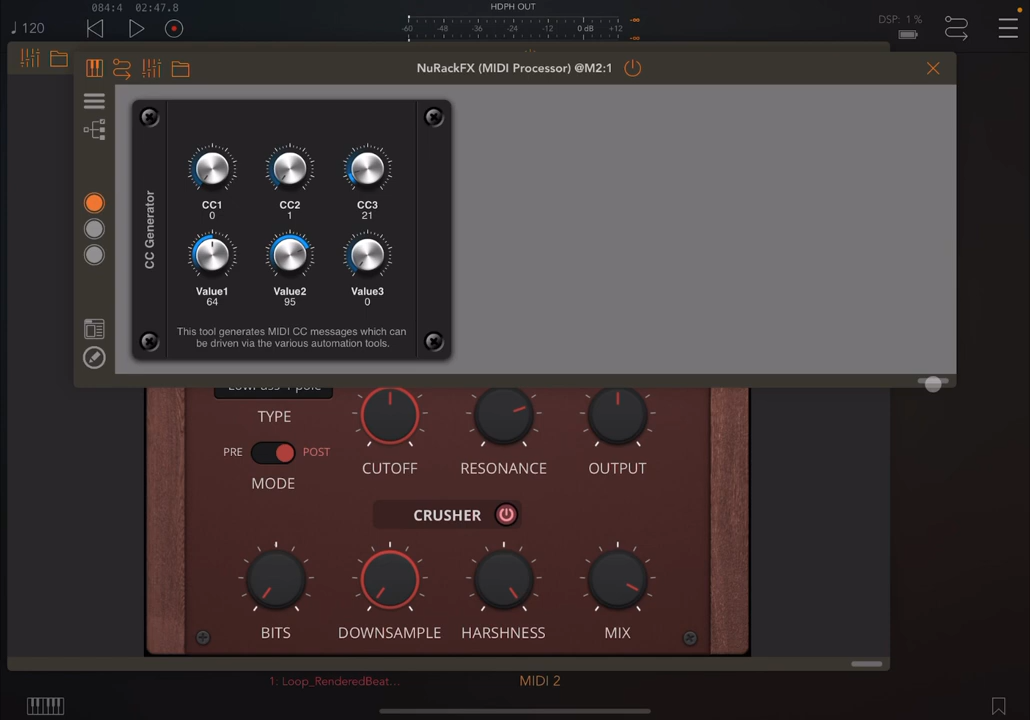 084:4 02:47.8
HDPH OUT
♩120
-60 -48 -36 -24 -12 0 dB +12
-∞
-∞
DSP: 1 %
NuRackFX (MIDI Processor) @M2:1
CC Generator
CC1 CC2 CC3
0 1 21
Value1 Value2 Value3
64 95 0
This tool generates MIDI CC messages which can
be driven via the various automation tools.
LowPass 4 pole
TYPE
PRE POST
MODE
CUTOFF RESONANCE OUTPUT
CRUSHER
BITS DOWNSAMPLE HARSHNESS MIX
1: Loop_RenderedBeat... MIDI 2